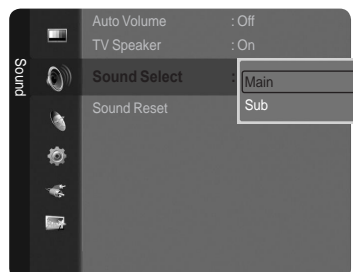 Sound
Auto Volume : Off
TV Speaker : On
Sound Select :
Main
Sub
Sound Reset